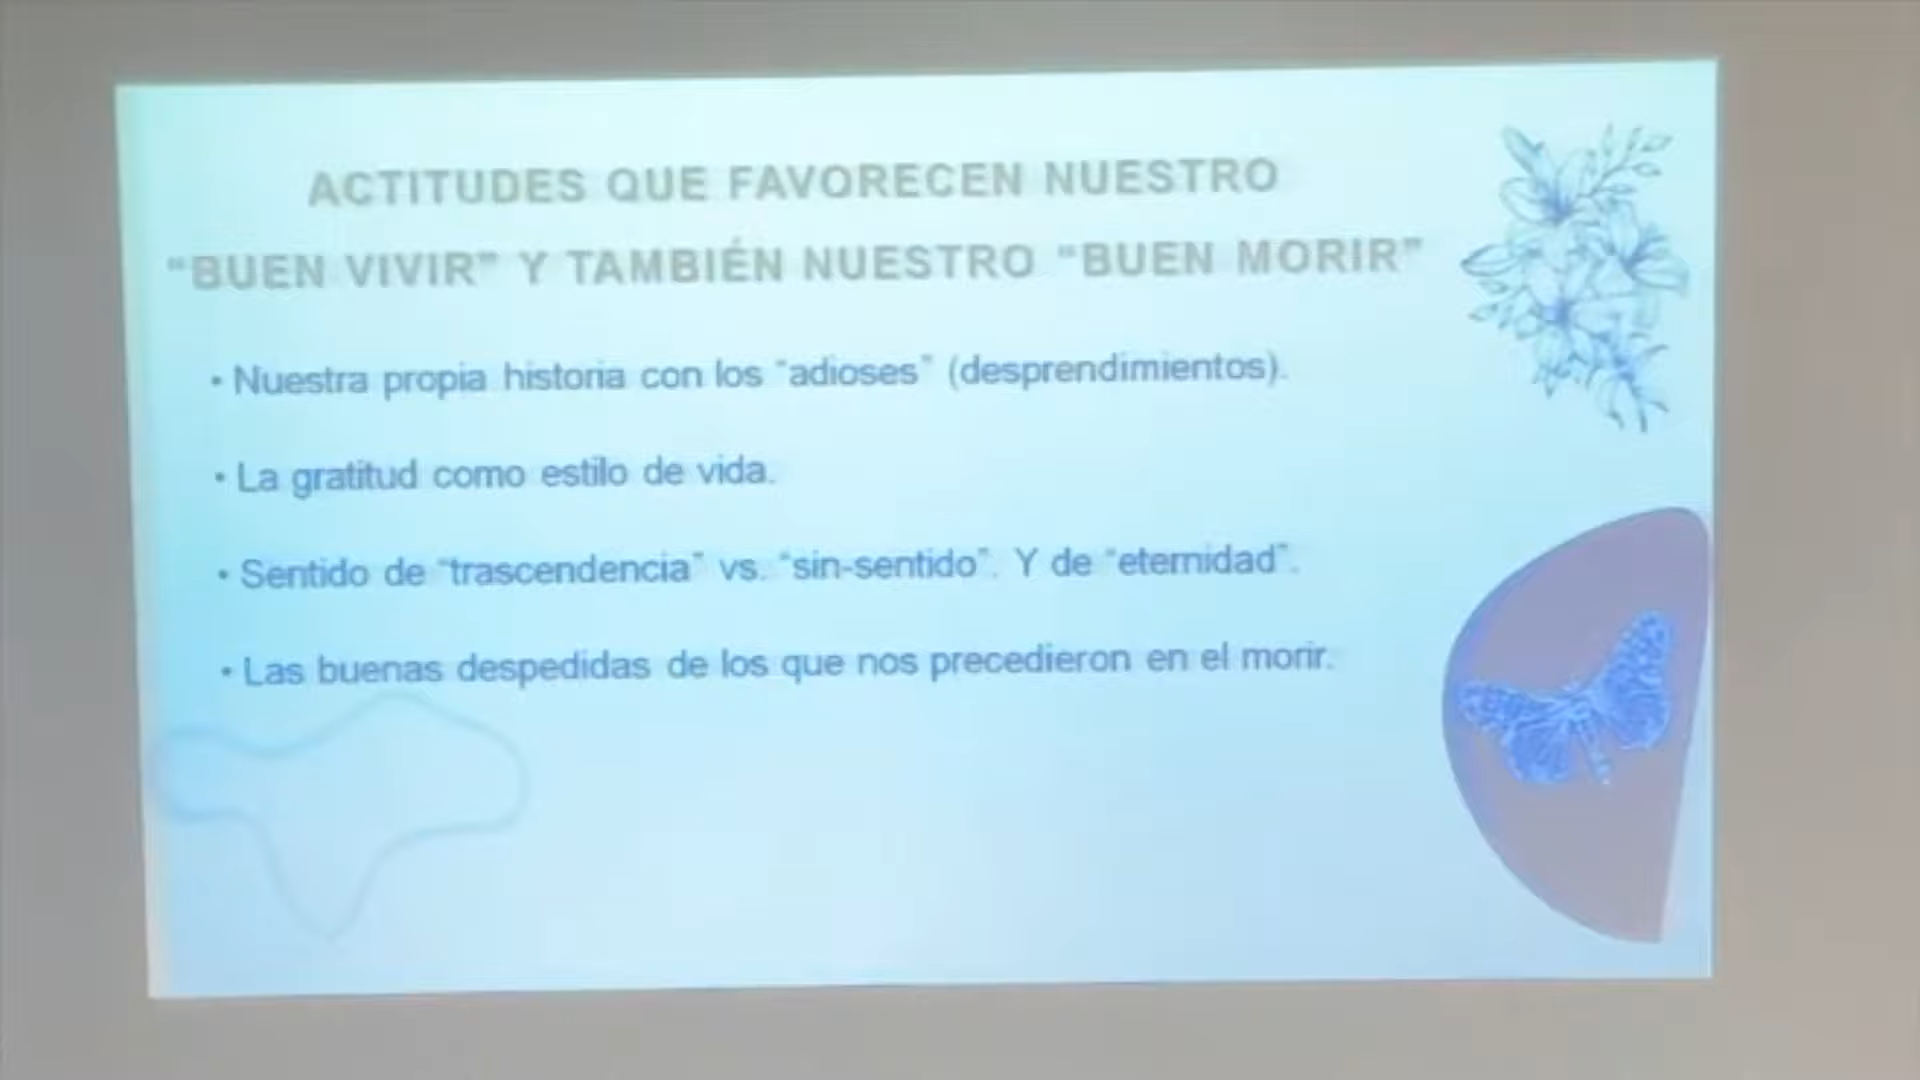 ACTITUDES QUE FAVORECEN NUESTRO
“BUEN VIVIR” Y TAMBIÉN NUESTRO “BUEN MORIR”
• Nuestra propia historia con los “adioses” (desprendimientos).
• La gratitud como estilo de vida.
• Sentido de “trascendencia” vs. “sin-sentido”. Y de “eternidad”.
• Las buenas despedidas de los que nos precedieron en el morir.